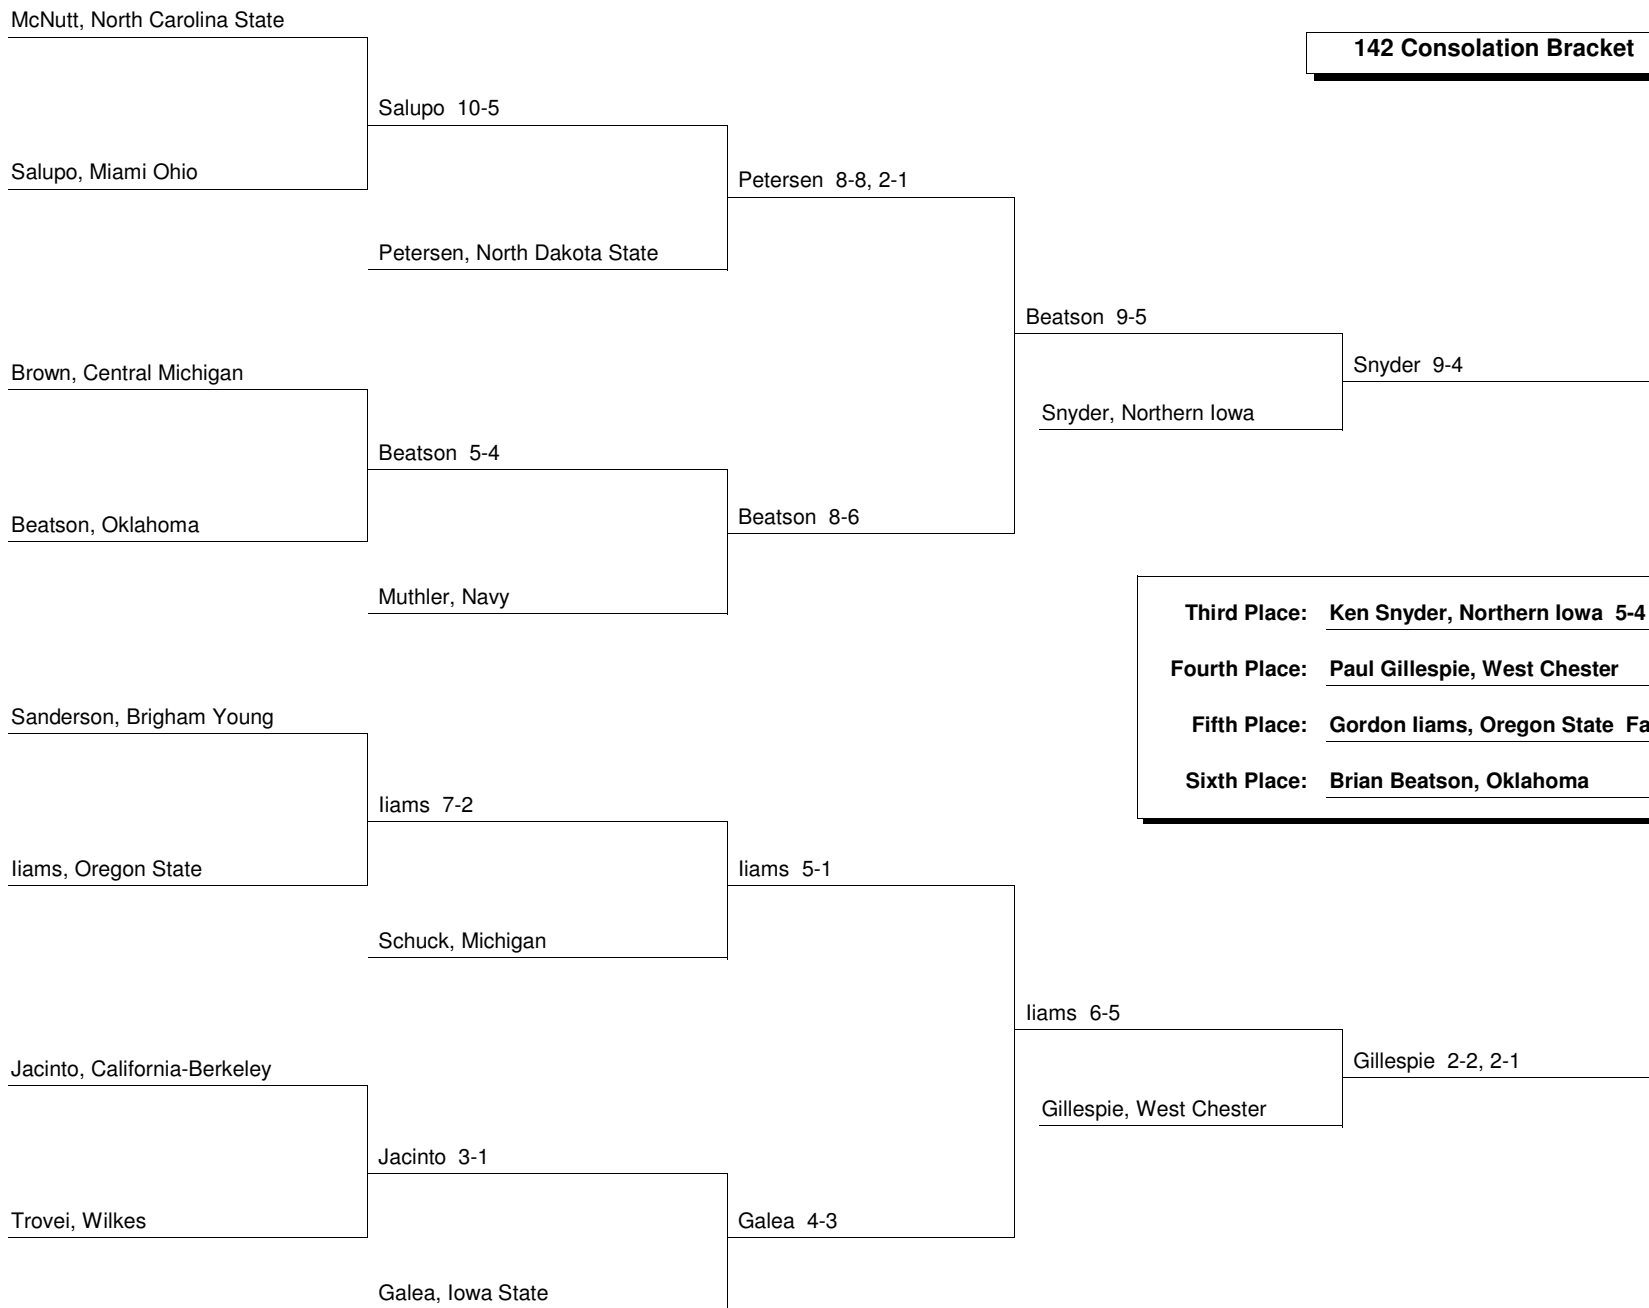 McNutt, North Carolina State
142 Consolation Bracket
Salupo 10-5
Salupo, Miami Ohio
Petersen 8-8, 2-1
Petersen, North Dakota State
Beatson 9-5
Brown, Central Michigan
Snyder 9-4
Snyder, Northern Iowa
Beatson 5-4
Beatson, Oklahoma
Beatson 8-6
Muthler, Navy
Third Place: Ken Snyder, Northern Iowa 5-4
Fourth Place: Paul Gillespie, West Chester
Fifth Place: Gordon Iiams, Oregon State Fa
Sixth Place: Brian Beatson, Oklahoma
Sanderson, Brigham Young
Iiams 7-2
Iiams, Oregon State
Iiams 5-1
Schuck, Michigan
Iiams 6-5
Jacinto, California-Berkeley
Gillespie 2-2, 2-1
Gillespie, West Chester
Jacinto 3-1
Trovei, Wilkes
Galea 4-3
Galea, Iowa State